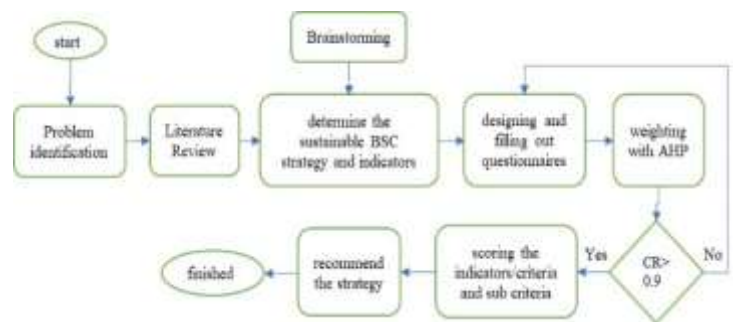 start
Brainstorming
Problem
identification
Literature
Review
determine the
sustainable BSC
strategy and indicators
designing and
filling out
questionnaires
weighting
with AHP
CR>
0.9
Yes
No
scoring the
indicators/criteria
and sub criteria
recommend
the strategy
finished